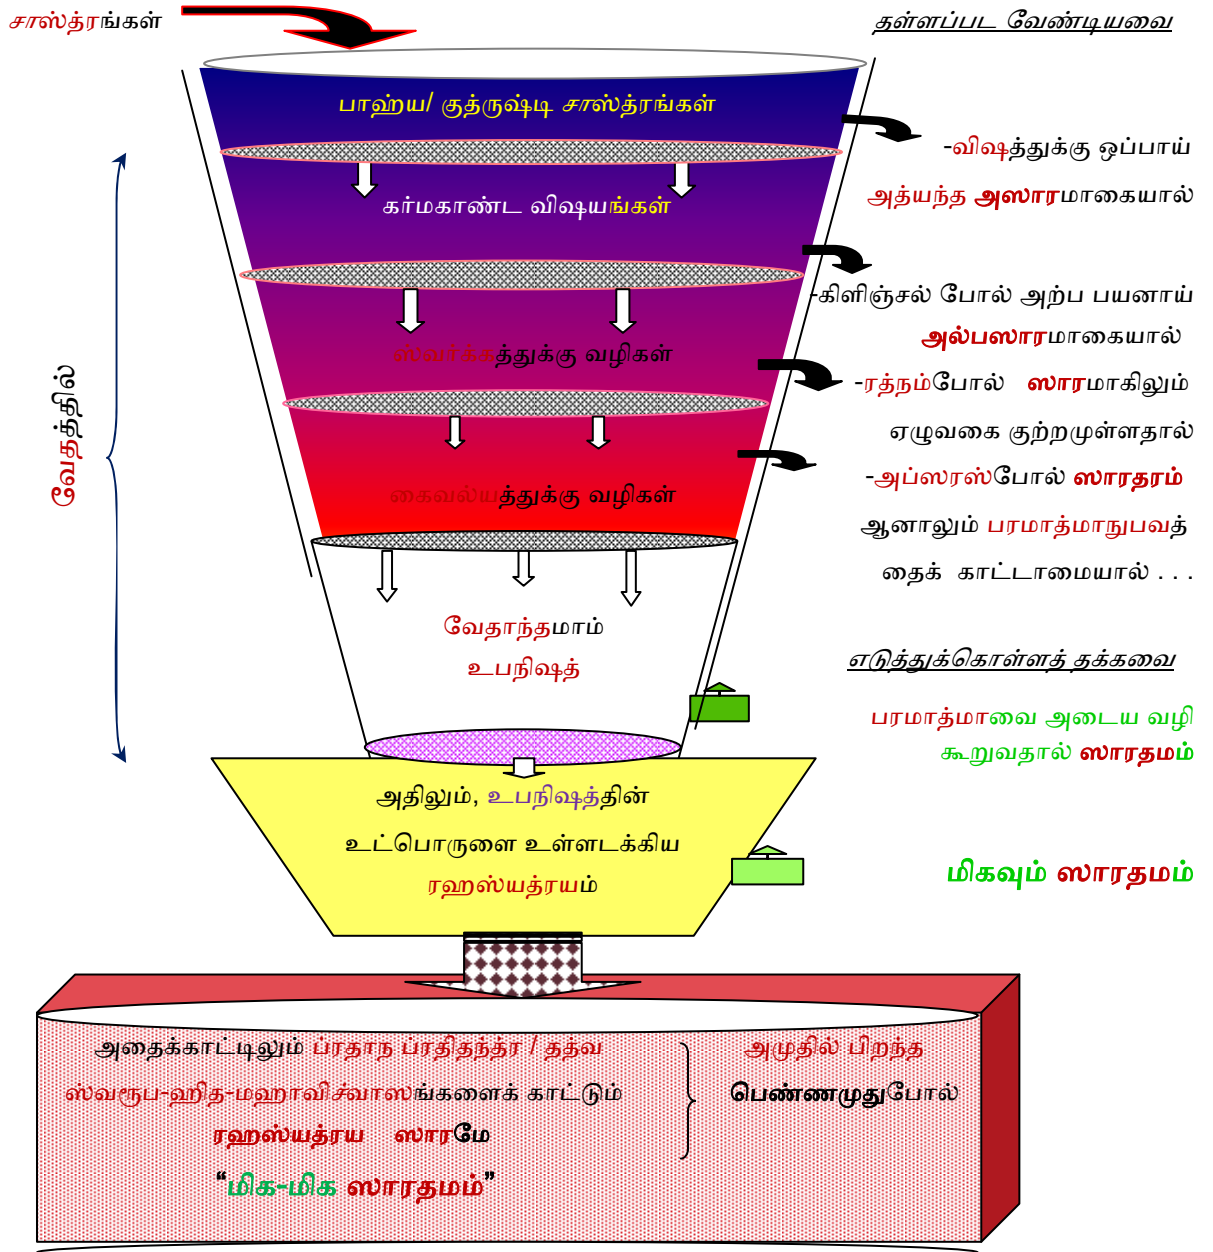 சாஸ்த்ரங்கள்
தள்ளப்பட வேண்டியவை
பாஹ்ய/ குத்ருஷ்டி சாஸ்த்ரங்கள்
-விஷத்துக்கு ஒப்பாய்
அத்யந்த அஸாரமாகையால்
கர்மகாண்ட விஷயங்கள்
-கிளிஞ்சல் போல் அற்ப பயனாய்
அல்பஸாரமாகையால்
ஸ்வர்க்கத்துக்கு வழிகள்
-ரத்நம்போல் ஸாரமாகிலும்
ஏழுவகை குற்றமுள்ளதால்
வேதத்தில்
கைவல்யத்துக்கு வழிகள்
-அப்ஸரஸ்போல் ஸாரதரம்
ஆனாலும் பரமாத்மாநுபவத்
தைக் காட்டாமையால் . . .
வேதாந்தமாம்
உபநிஷத்
எடுத்துக்கொள்ளத் தக்கவை
பரமாத்மாவை அடைய வழி
கூறுவதால் ஸாரதமம்
அதிலும், உபநிஷத்தின்
உட்பொருளை உள்ளடக்கிய
ரஹஸ்யத்ரயம்
மிகவும் ஸாரதமம்
அதைக்காட்டிலும் ப்ரதாந ப்ரதிதந்த்ர / தத்வ
ஸ்வரூப-ஹித-மஹாவிச்வாஸங்களைக் காட்டும்
ரஹஸ்யத்ரய ஸாரமே
“மிக-மிக ஸாரதமம்”
அமுதில் பிறந்த
பெண்ணமுதுபோல்